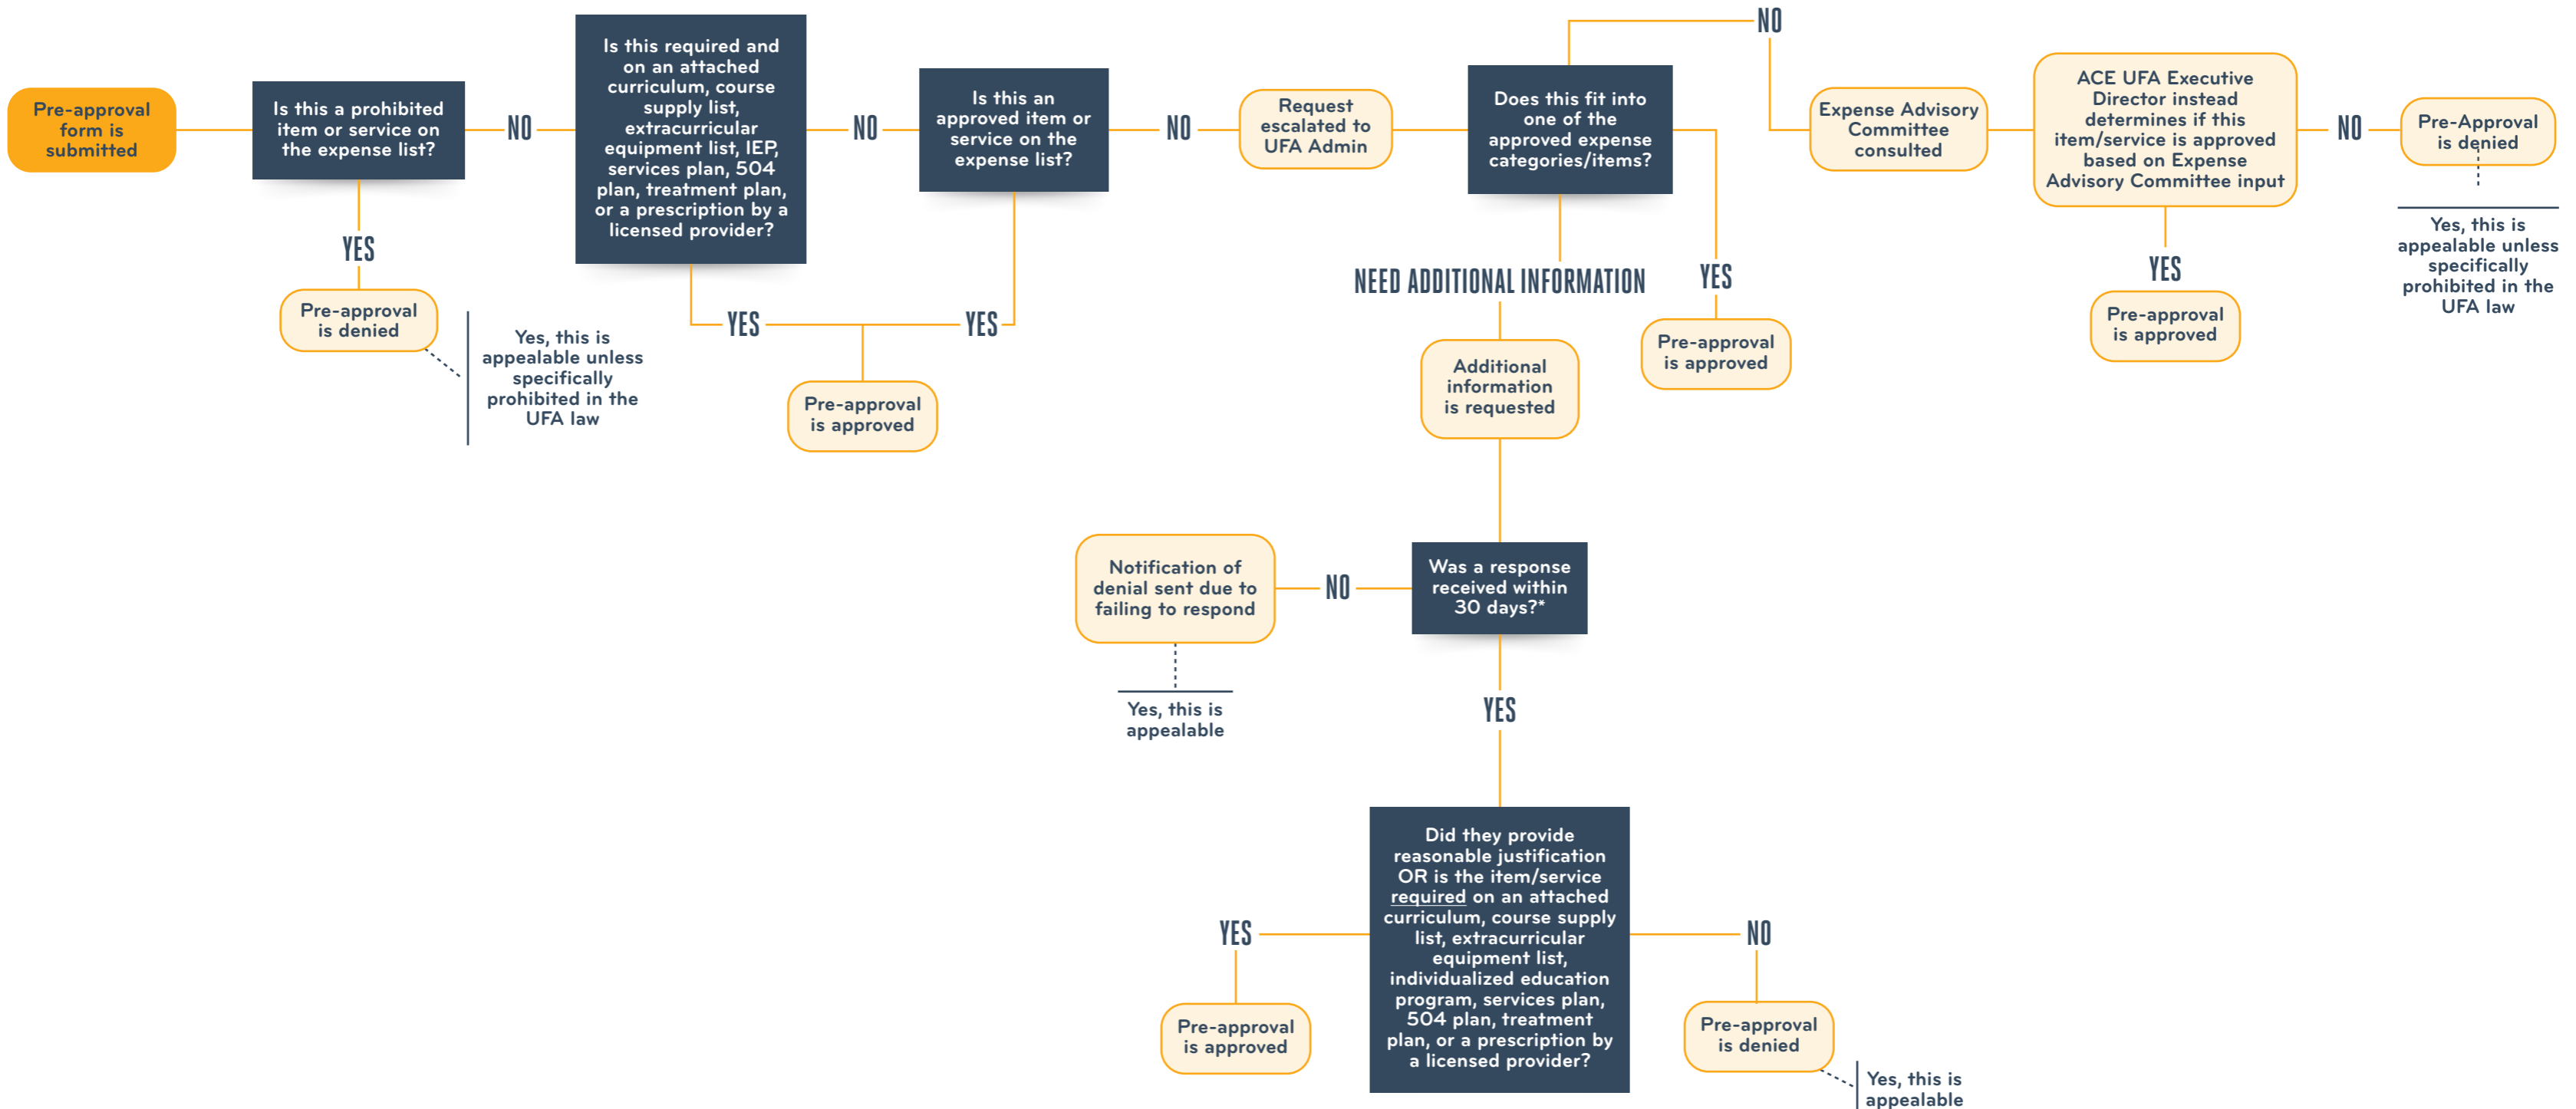 Pre-approval
form is
submitted
Is this a prohibited
item or service on
the expense list?
NO
YES
Pre-approval
is denied
Yes, this is
appealable unless
specifically
prohibited in the
UFA law
Is this required and
on an attached
curriculum, course
supply list,
extracurricular
equipment list, IEP,
services plan, 504
plan, treatment plan,
or a prescription by a
licensed provider?
NO
YES
Is this an
approved item or
service on the
expense list?
YES
Pre-approval
is approved
NO
Request
escalated to
UFA Admin
Does this fit into
one of the
approved expense
categories/items?
NO
Expense Advisory
Committee
consulted
ACE UFA Executive
Director instead
determines if this
item/service is approved
based on Expense
Advisory Committee input
NO
Pre-Approval
is denied
Yes, this is
appealable unless
specifically
prohibited in the
UFA law
YES
Pre-approval
is approved
YES
Pre-approval
is approved
NEED ADDITIONAL INFORMATION
Additional
information
is requested
Was a response
received within
30 days?*
NO
Notification of
denial sent due to
failing to respond
Yes, this is
appealable
YES
Did they provide
reasonable justification
OR is the item/service
required on an attached
curriculum, course supply
list, extracurricular
equipment list,
individualized education
program, services plan,
504 plan, treatment
plan, or a prescription by
a licensed provider?
YES
Pre-approval
is approved
NO
Pre-approval
is denied
Yes, this is
appealable